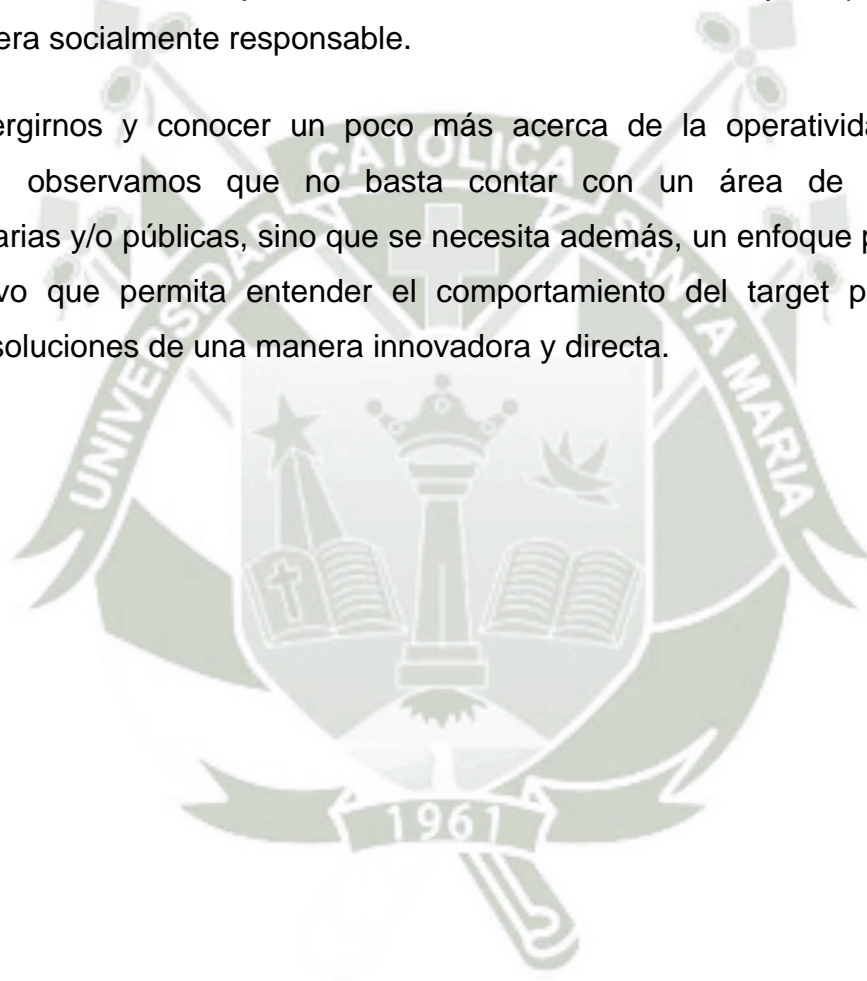 era socialmente responsable.
ergirnos y conocer un poco más acerca de la operativida
observamos que no basta contar con un área de
arias y/o públicas, sino que se necesita además, un enfoque p
vo que permita entender el comportamiento del target p
soluciones de una manera innovadora y directa.
UNIVERSIDAD CATOLICA SANTA MARIA
1961